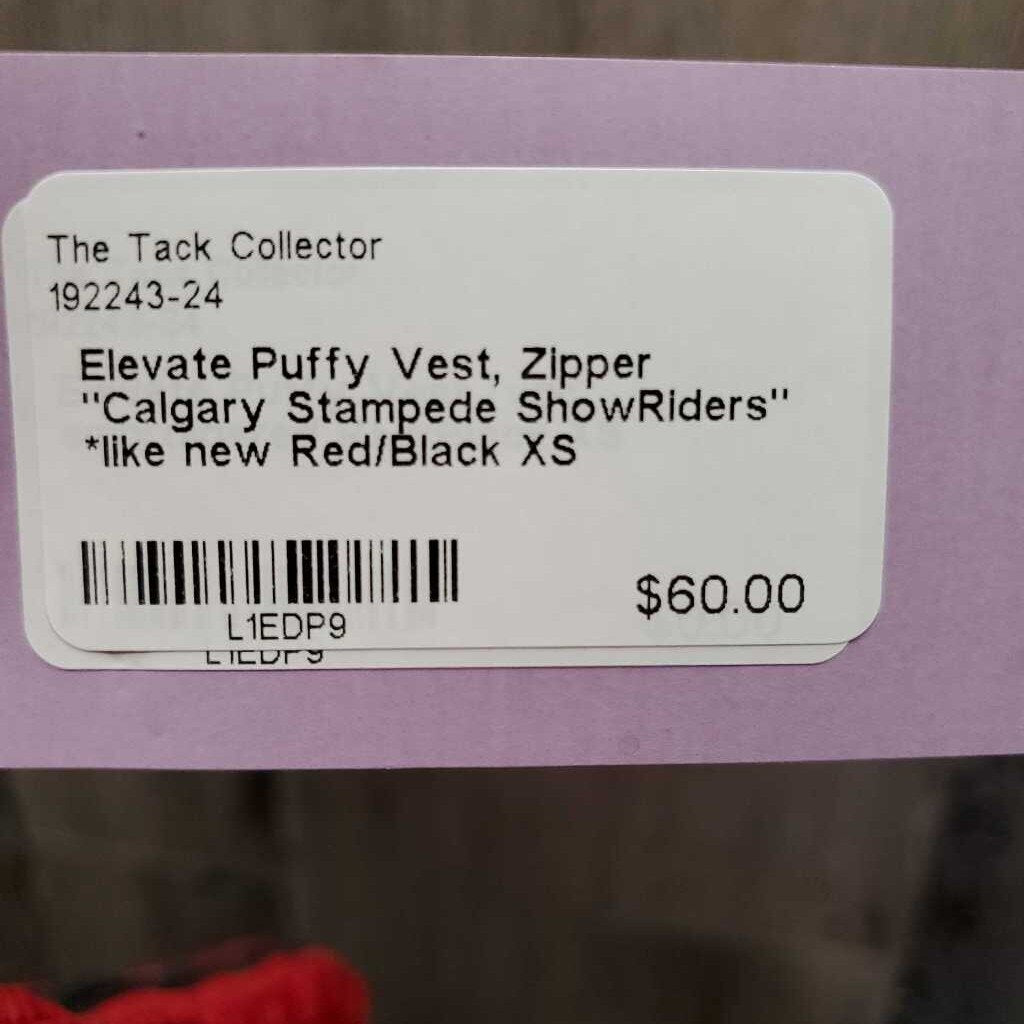 The Tack Collector
192243-24
Elevate Puffy Vest, Zipper
"Calgary Stampede ShowRiders"
*like new Red/Black XS
L1EDP9
$60.00
L1EDP9